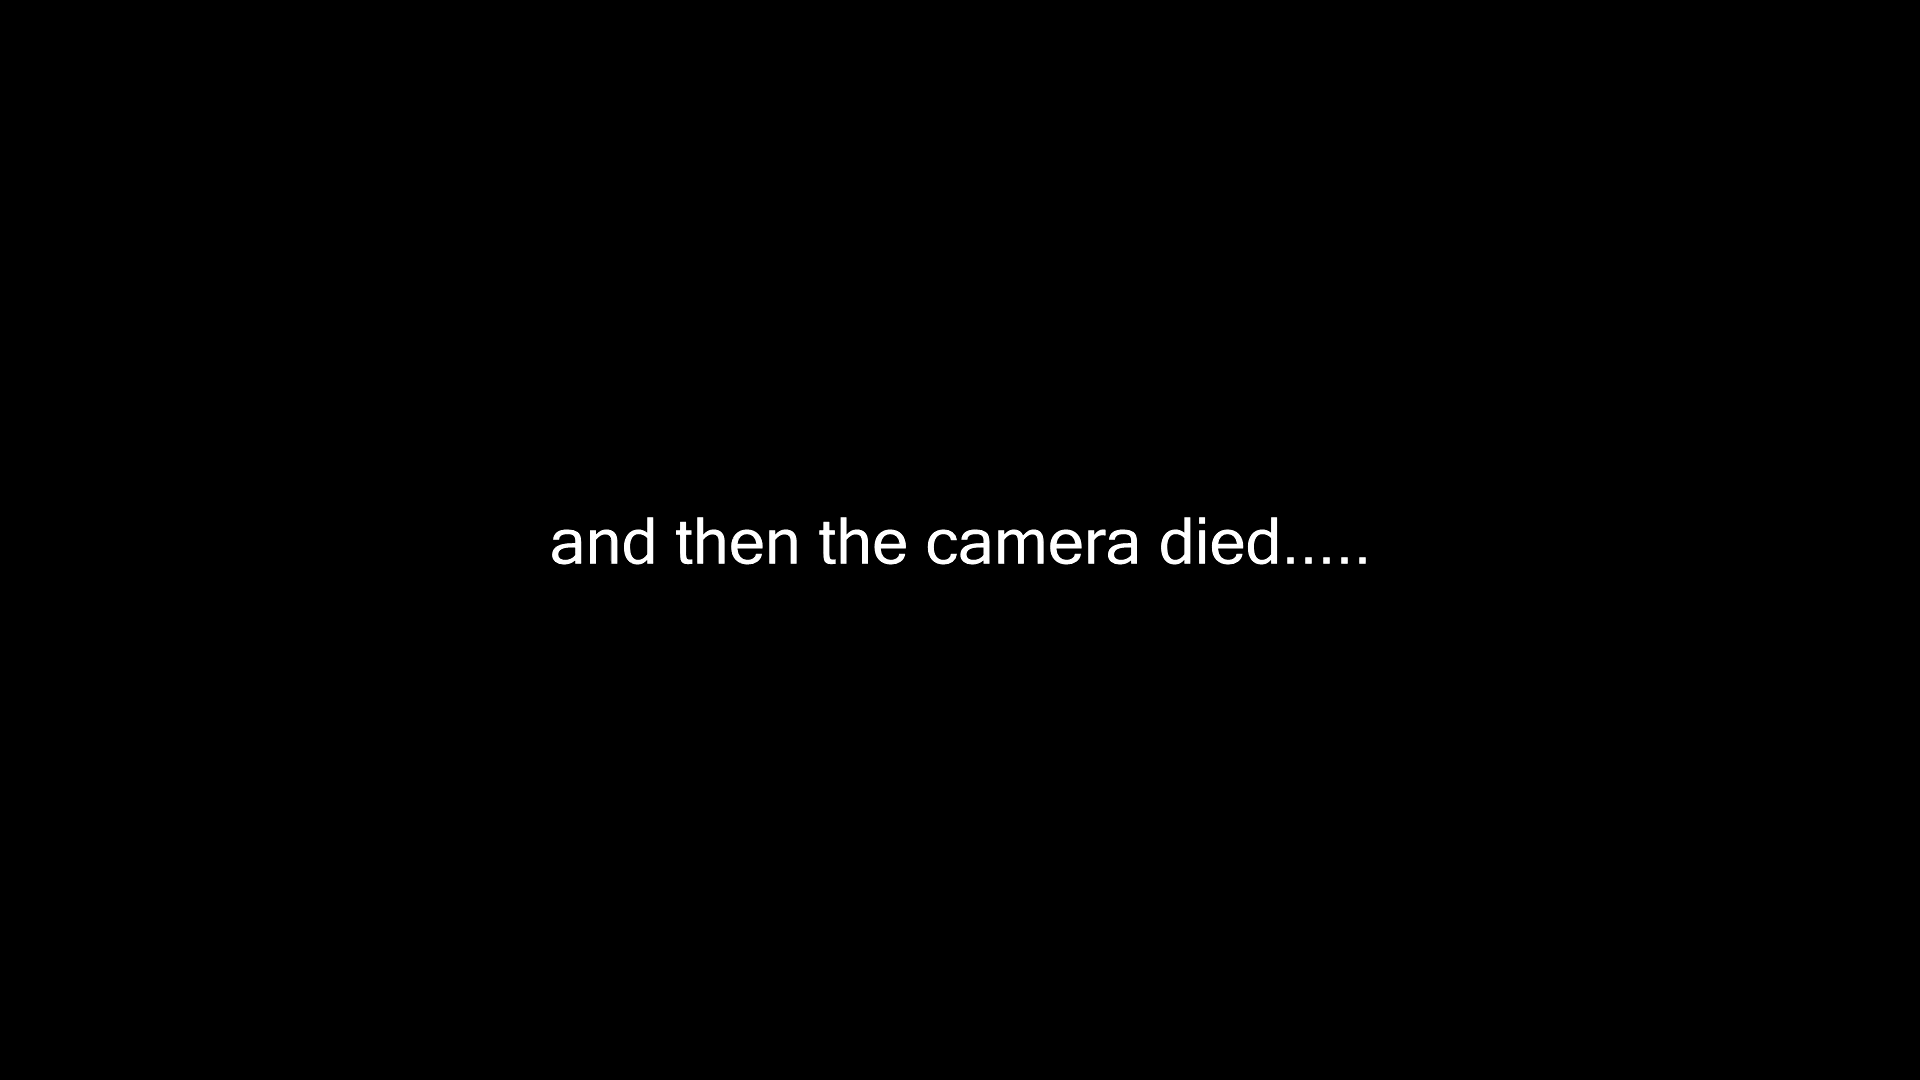 and then the camera died.....